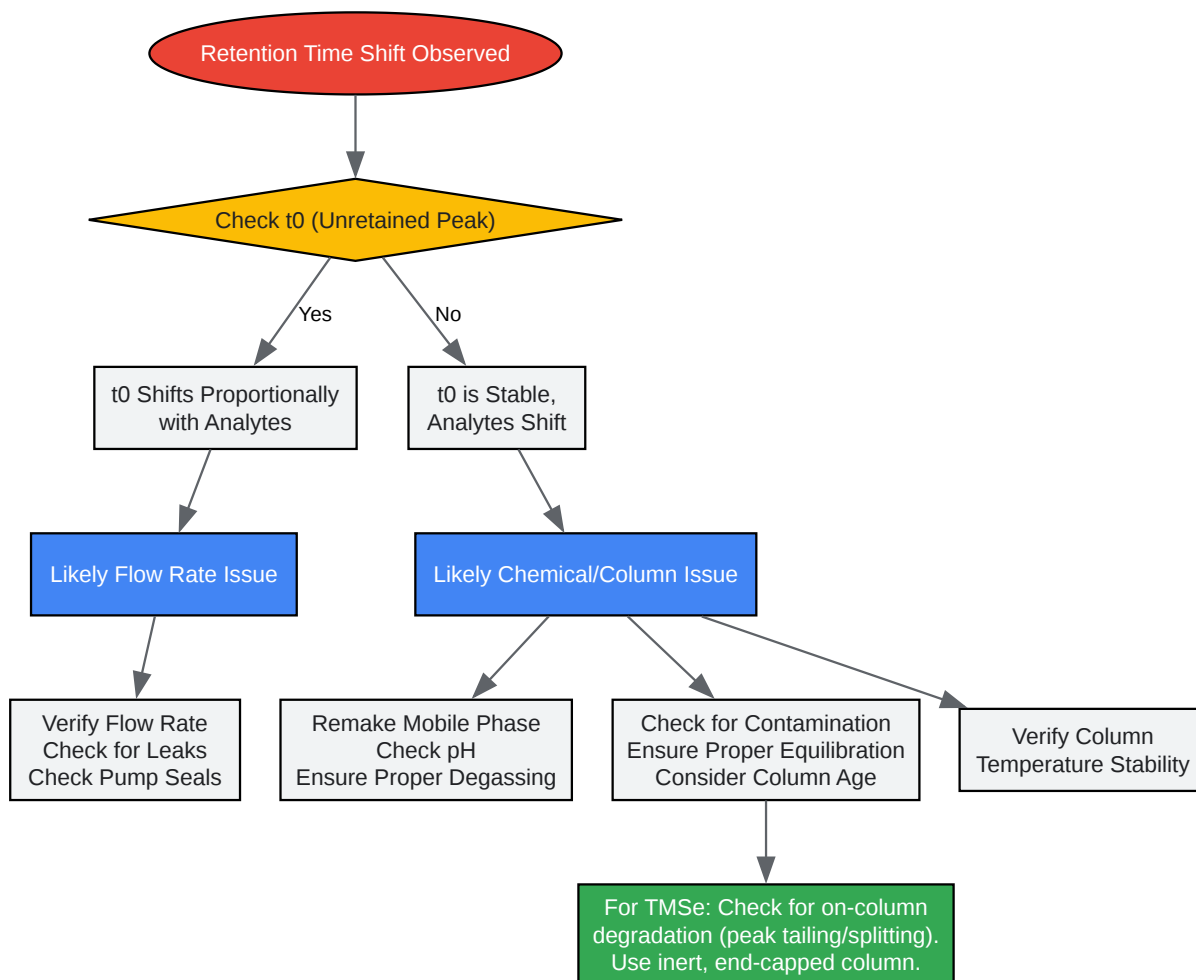 Retention Time Shift Observed
Check t0 (Unretained Peak)
Yes
No
t0 Shifts Proportionally
with Analytes
t0 is Stable,
Analytes Shift
Likely Flow Rate Issue
Likely Chemical/Column Issue
Verify Flow Rate
Check for Leaks
Check Pump Seals
Remake Mobile Phase
Check pH
Ensure Proper Degassing
Check for Contamination
Ensure Proper Equilibration
Consider Column Age
Verify Column
Temperature Stability
For TMSe: Check for on-column
degradation (peak tailing/splitting).
Use inert, end-capped column.